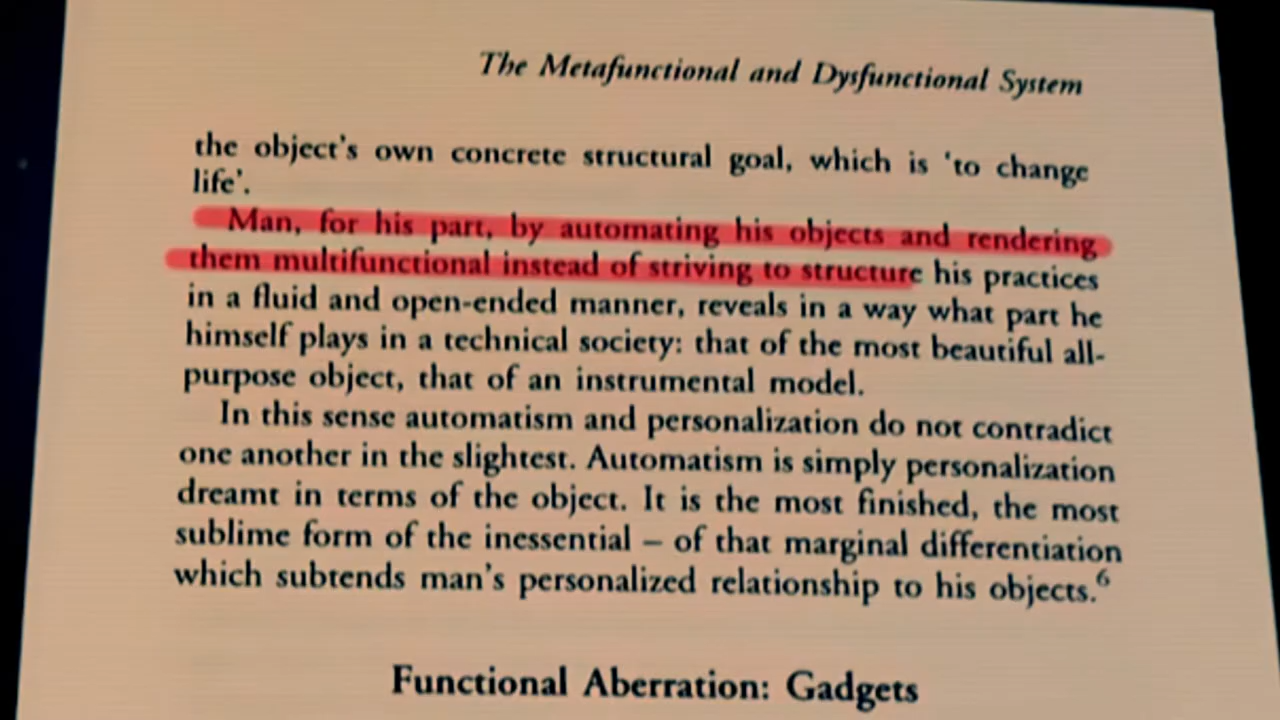 The Metafunctional and Dysfunctional System
the object's own concrete structural goal, which is 'to change
life'.
Man, for his part, by automating his objects and rendering
them multifunctional instead of striving to structure his practices
in a fluid and open-ended manner, reveals in a way what part he
himself plays in a technical society: that of the most beautiful all-
purpose object, that of an instrumental model.
In this sense automatism and personalization do not contradict
one another in the slightest. Automatism is simply personalization
dreamt in terms of the object. It is the most finished, the most
sublime form of the inessential – of that marginal differentiation
which subtends man's personalized relationship to his objects.6
Functional Aberration: Gadgets